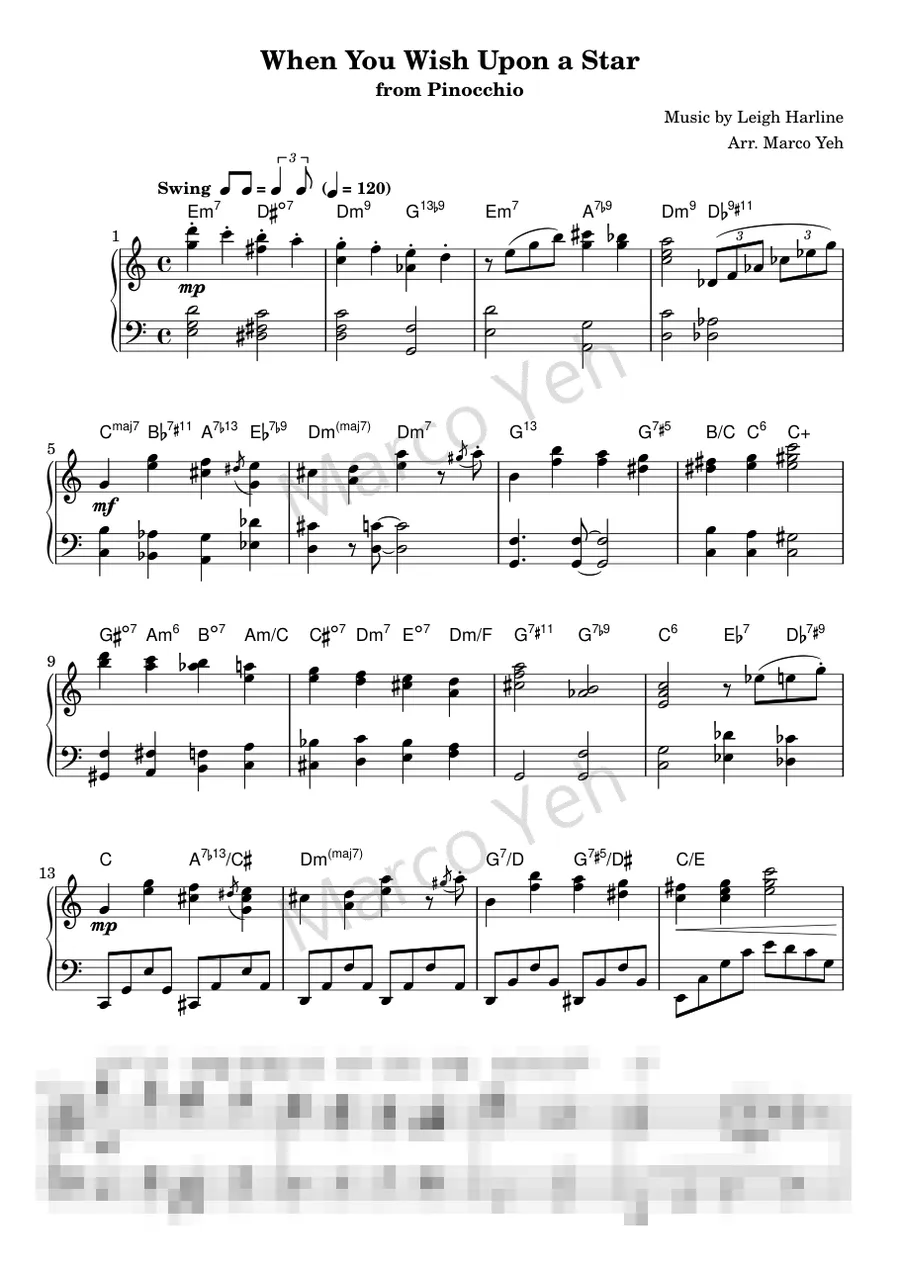 When You Wish Upon a Star
from Pinocchio
Music by Leigh Harline
Arr. Marco Yeh
3
Swing = ( = 120)
Em7 D#o7 Dm9 G13♭9 Em7 A7♭9 Dm9 D♭9#11
1
3 3
mp
Marco Yeh
Cmaj7 B♭7#11 A7♭13 E♭7♭9 Dm(maj7) Dm7 G13 G7#5 B/C C6 C+
5
mf
G#o7 Am6 Bo7 Am/C C#o7 Dm7 Eo7 Dm/F G7#11 G7♭9 C6 E♭7 D♭7#9
9
Marco Yeh
C A7♭13/C# Dm(maj7) G7/D G7#5/D# C/E
13
mp